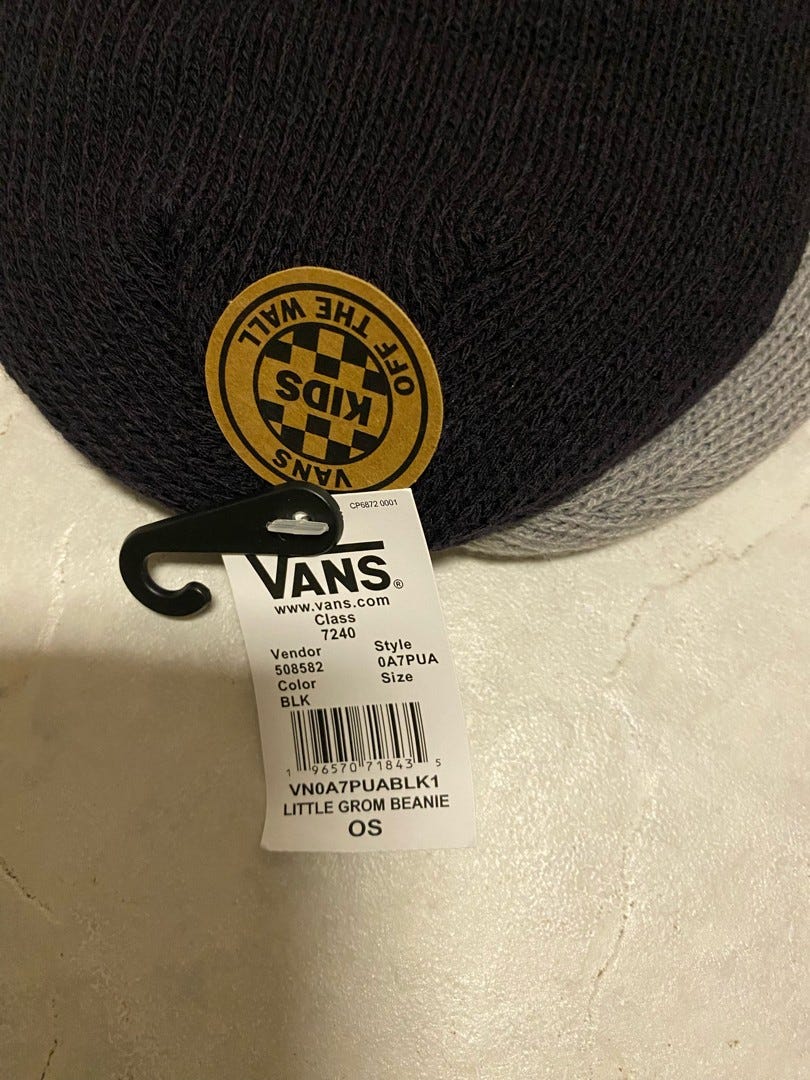 OFF THE WALL
KIDS
VANS
CP6872 0001
VANS®
www.vans.com
Class
7240
Vendor Style
508582 0A7PUA
Color Size
BLK
1 96570 71843 5
VN0A7PUABLK1
LITTLE GROM BEANIE
OS